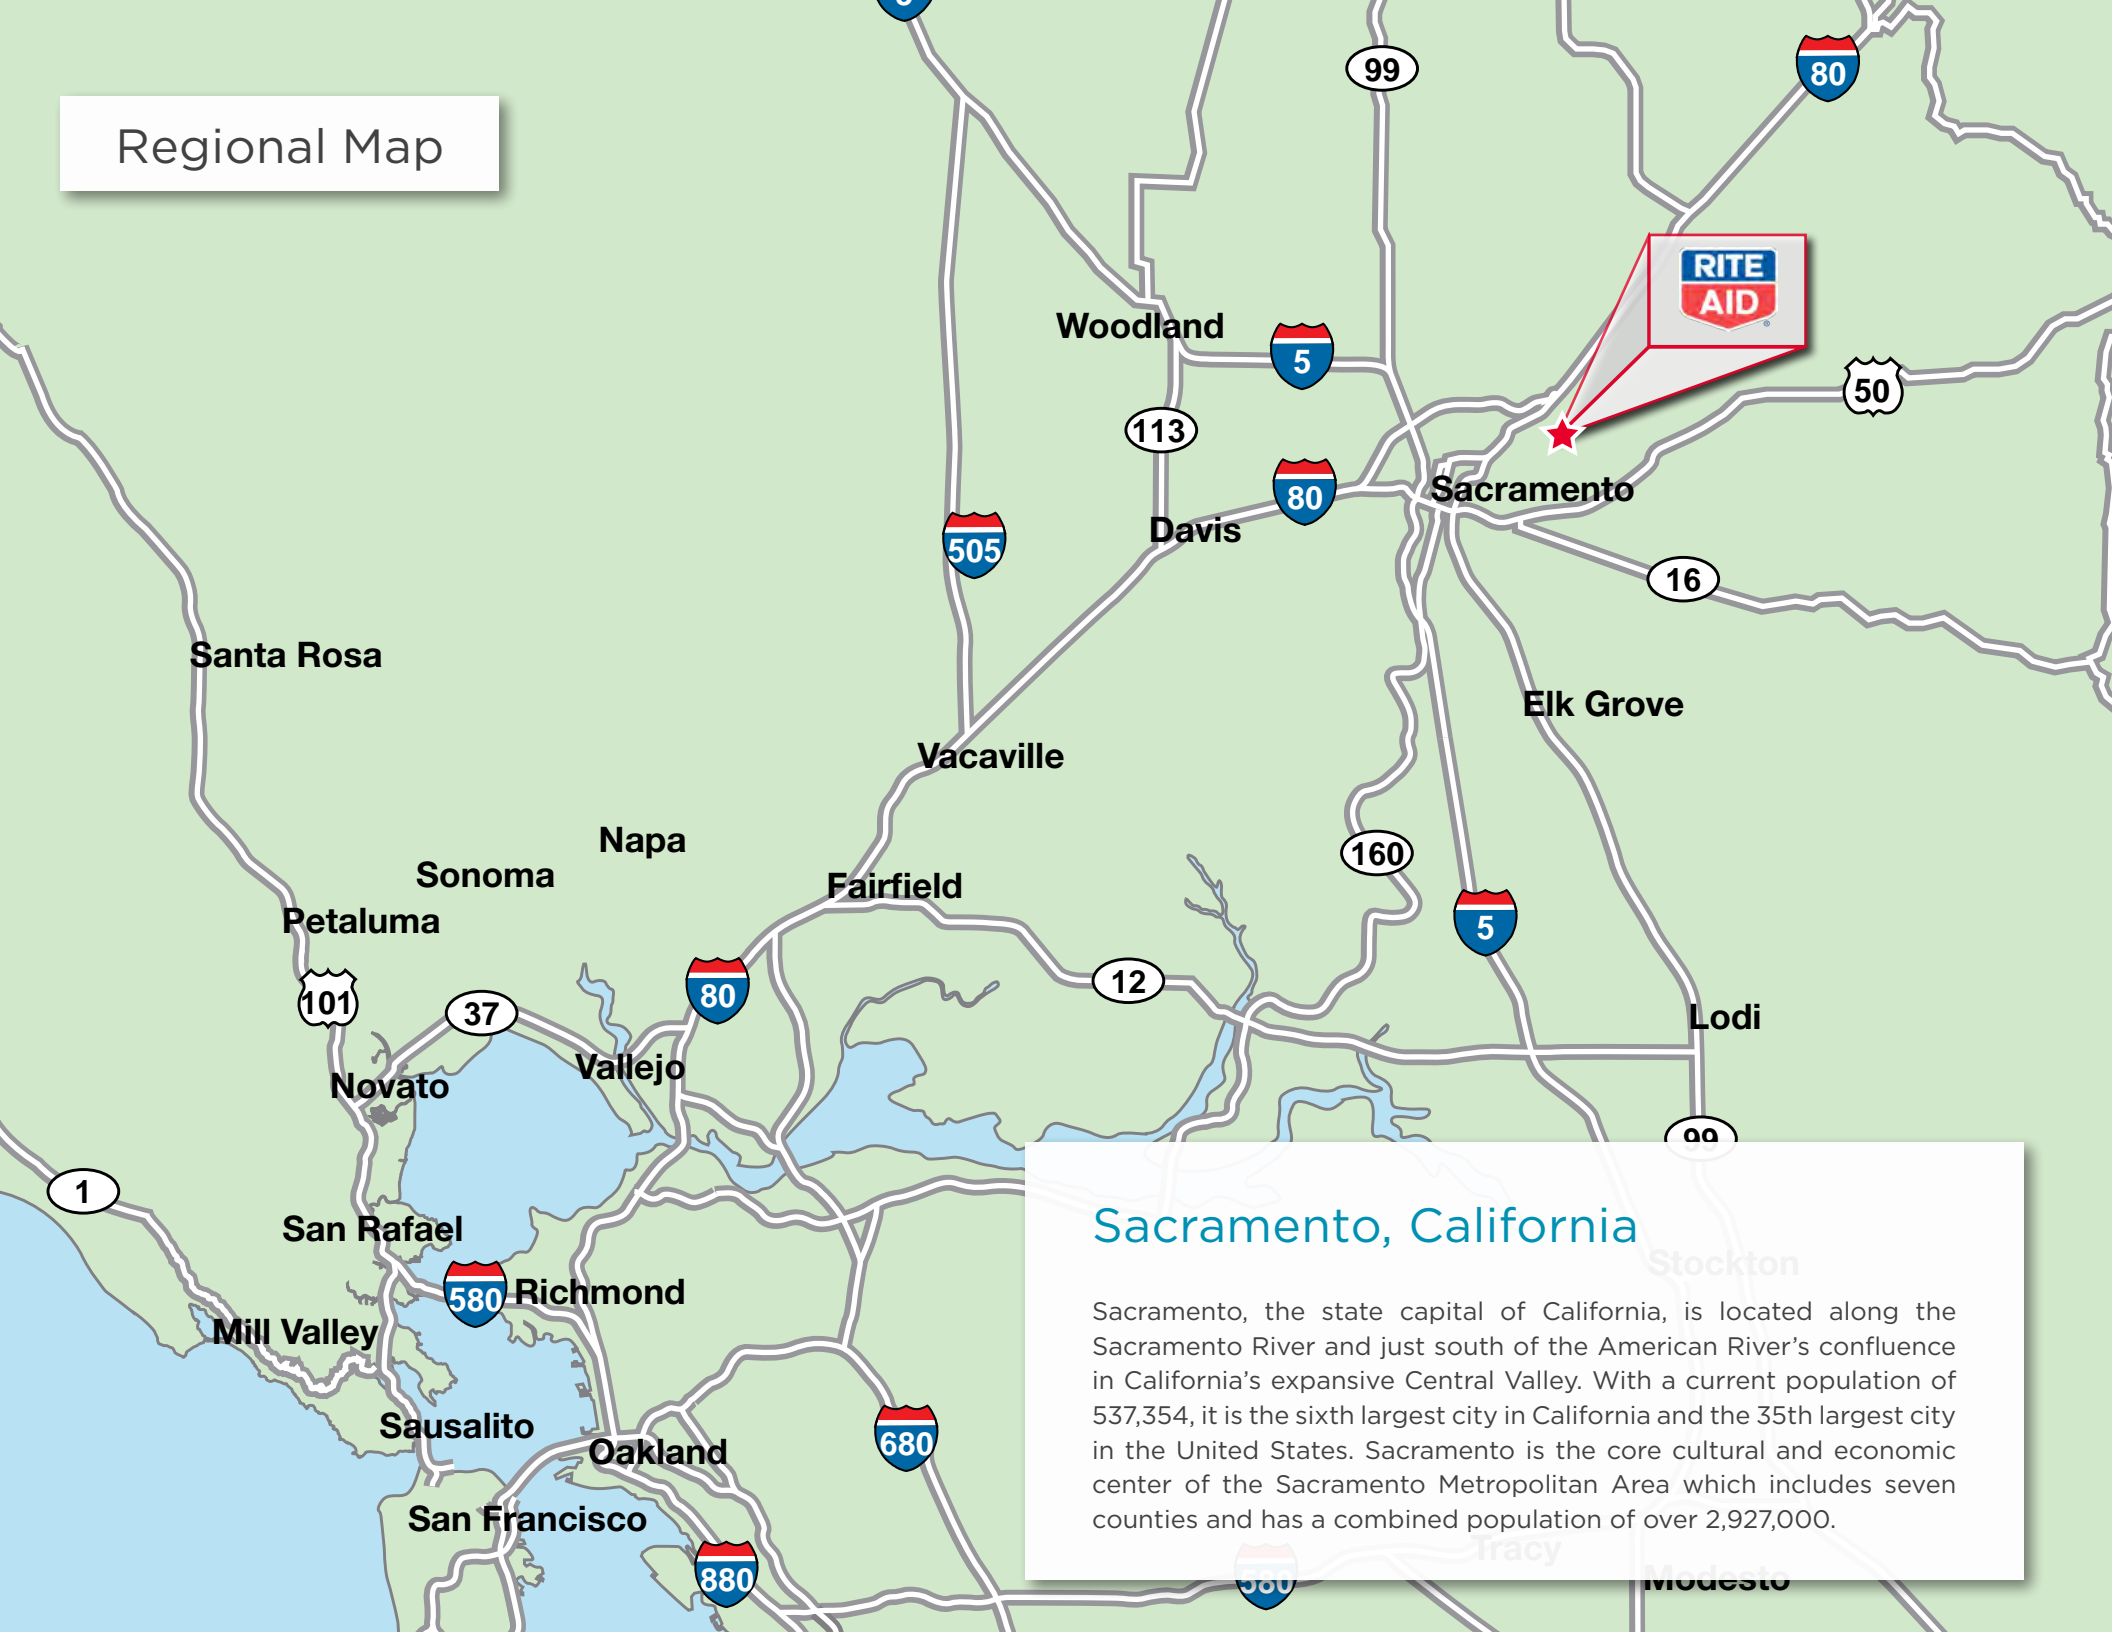 5
99
80
Regional Map
RITE
AID
®
Woodland
5
50
113
80
Sacramento
Davis
505
16
Santa Rosa
Elk Grove
Vacaville
Napa
160
Sonoma
Fairfield
Petaluma
5
12
80
101
37
Lodi
Vallejo
Novato
99
1
San Rafael
Sacramento, California
Stockton
580
Richmond
Mill Valley
Sacramento, the state capital of California, is located along the
Sacramento River and just south of the American River’s confluence
in California’s expansive Central Valley. With a current population of
537,354, it is the sixth largest city in California and the 35th largest city
in the United States. Sacramento is the core cultural and economic
center of the Sacramento Metropolitan Area which includes seven
counties and has a combined population of over 2,927,000.
Sausalito
680
Oakland
San Francisco
Tracy
880
580
Modesto